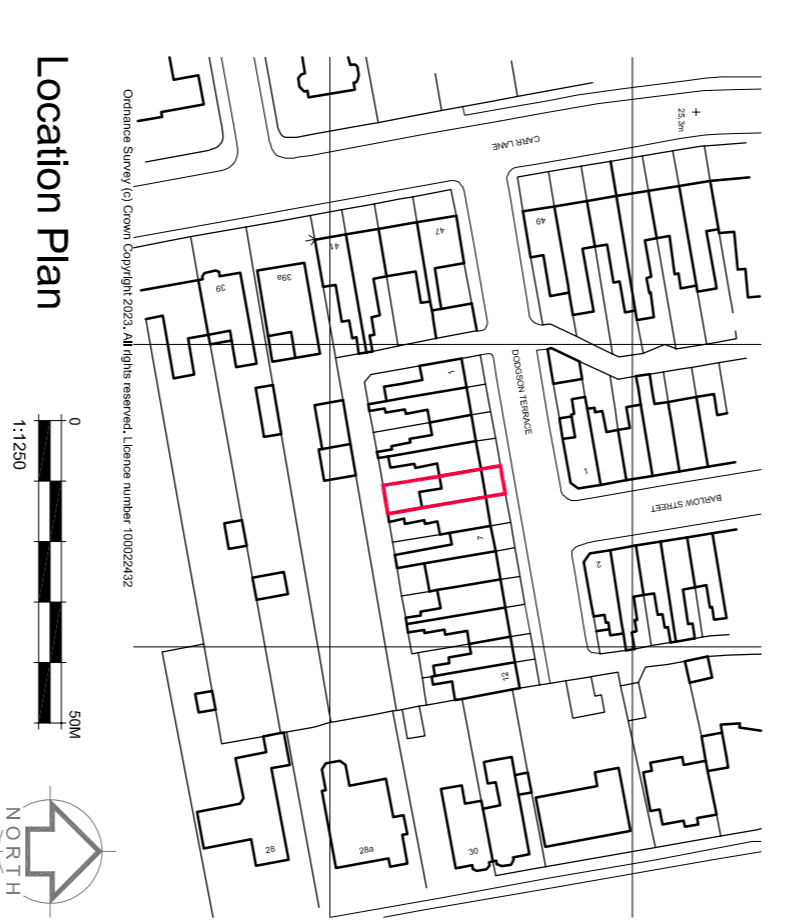 Location Plan
Ordnance Survey (c) Crown Copyright 2023. All rights reserved. Licence number 100022432
0
50M
1:1250
NORTH
CARR LANE
25.3m
49
47
41
39a
39
DODGSON TERRACE
1
7
12
1
BARLOW STREET
2
28
28a
30